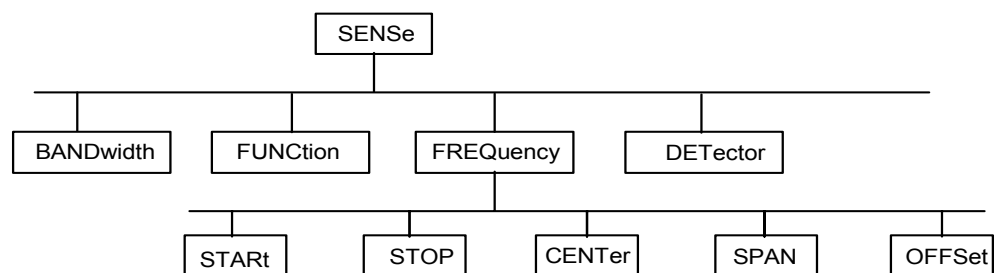 SENSe
BANDwidth FUNCtion FREQuency DETector
STARt STOP CENTer SPAN OFFSet